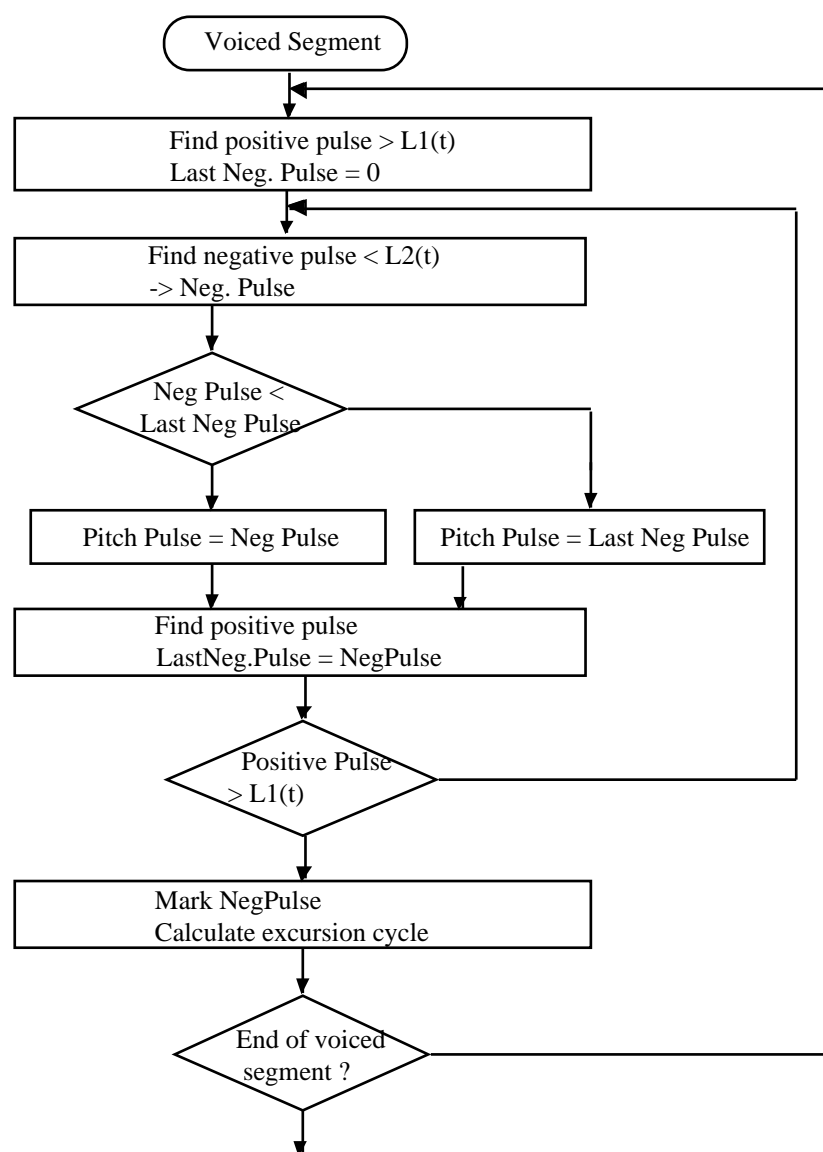 Voiced Segment
Find positive pulse > L1(t)
Last Neg. Pulse = 0
Find negative pulse < L2(t)
-> Neg. Pulse
Neg Pulse <
Last Neg Pulse
Pitch Pulse = Neg Pulse
Pitch Pulse = Last Neg Pulse
Find positive pulse
LastNeg.Pulse = NegPulse
Positive Pulse
> L1(t)
Mark NegPulse
Calculate excursion cycle
End of voiced
segment ?